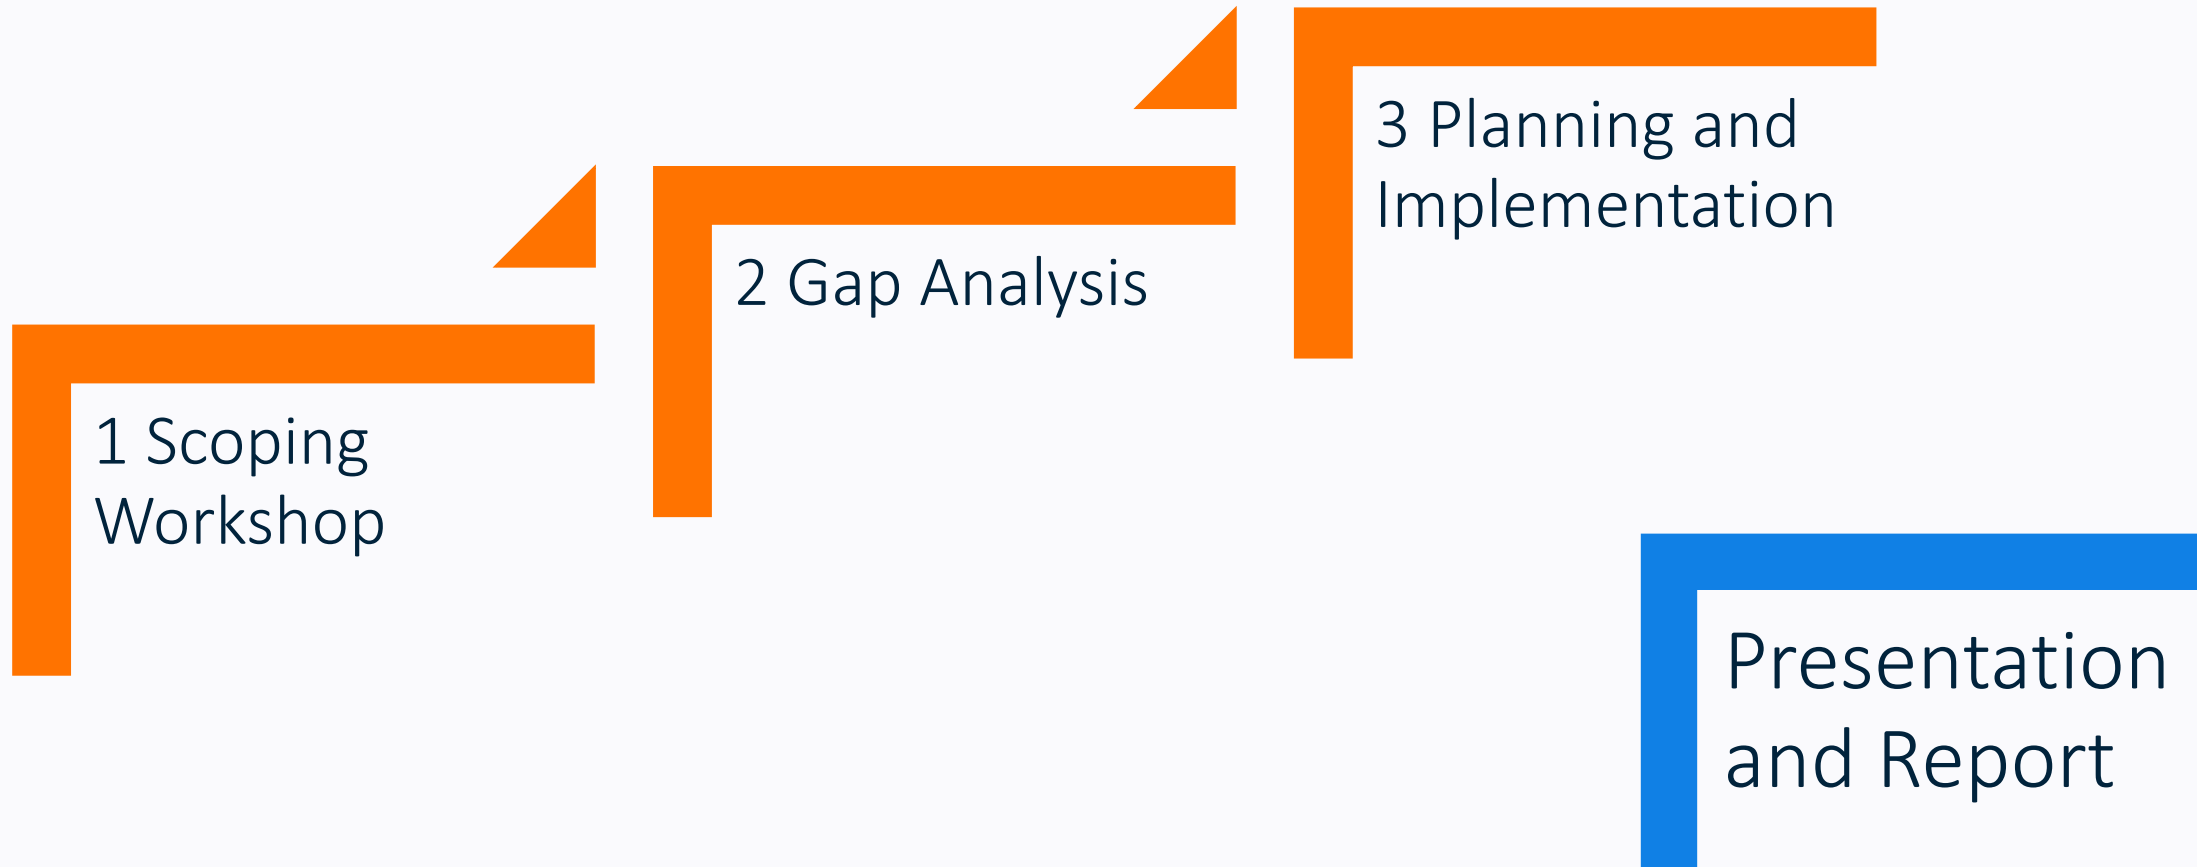 1 Scoping
Workshop
2 Gap Analysis
3 Planning and
Implementation
Presentation
and Report